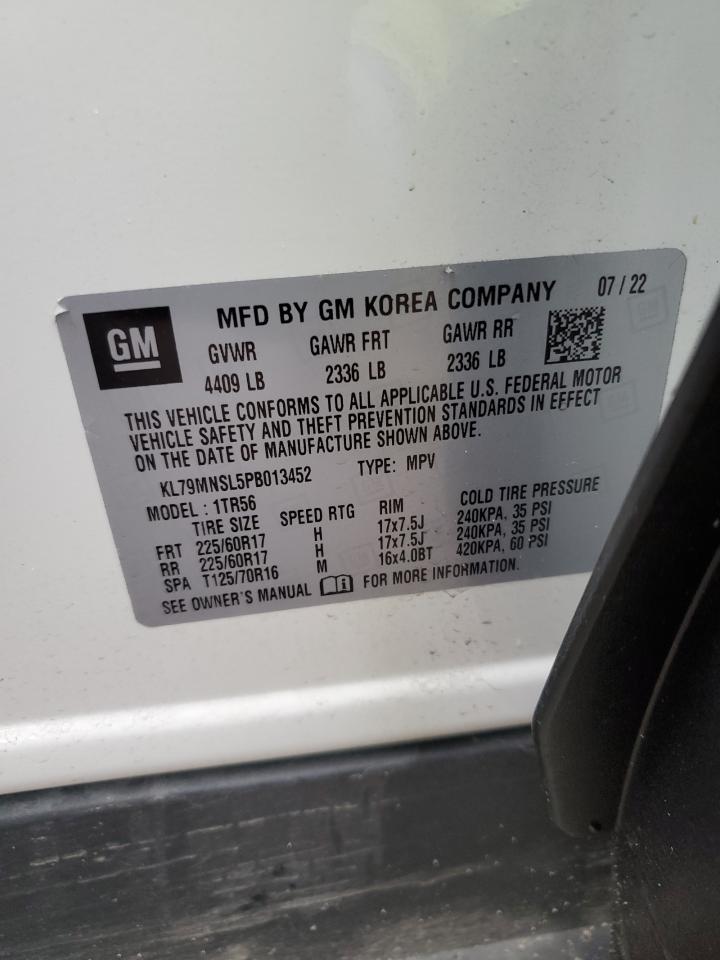 GM
MFD BY GM KOREA COMPANY 07/22
GVWR GAWR FRT GAWR RR
4409 LB 2336 LB 2336 LB
THIS VEHICLE CONFORMS TO ALL APPLICABLE U.S. FEDERAL MOTOR
VEHICLE SAFETY AND THEFT PREVENTION STANDARDS IN EFFECT
ON THE DATE OF MANUFACTURE SHOWN ABOVE.
KL79MNSL5PB013452 TYPE: MPV
MODEL : 1TR56
TIRE SIZE SPEED RTG RIM COLD TIRE PRESSURE
FRT 225/60R17 H 17x7.5J 240KPA, 35 PSI
RR 225/60R17 H 17x7.5J 240KPA, 35 PSI
SPA T125/70R16 M 16x4.0BT 420KPA, 60 PSI
SEE OWNER'S MANUAL FOR MORE INFORMATION.